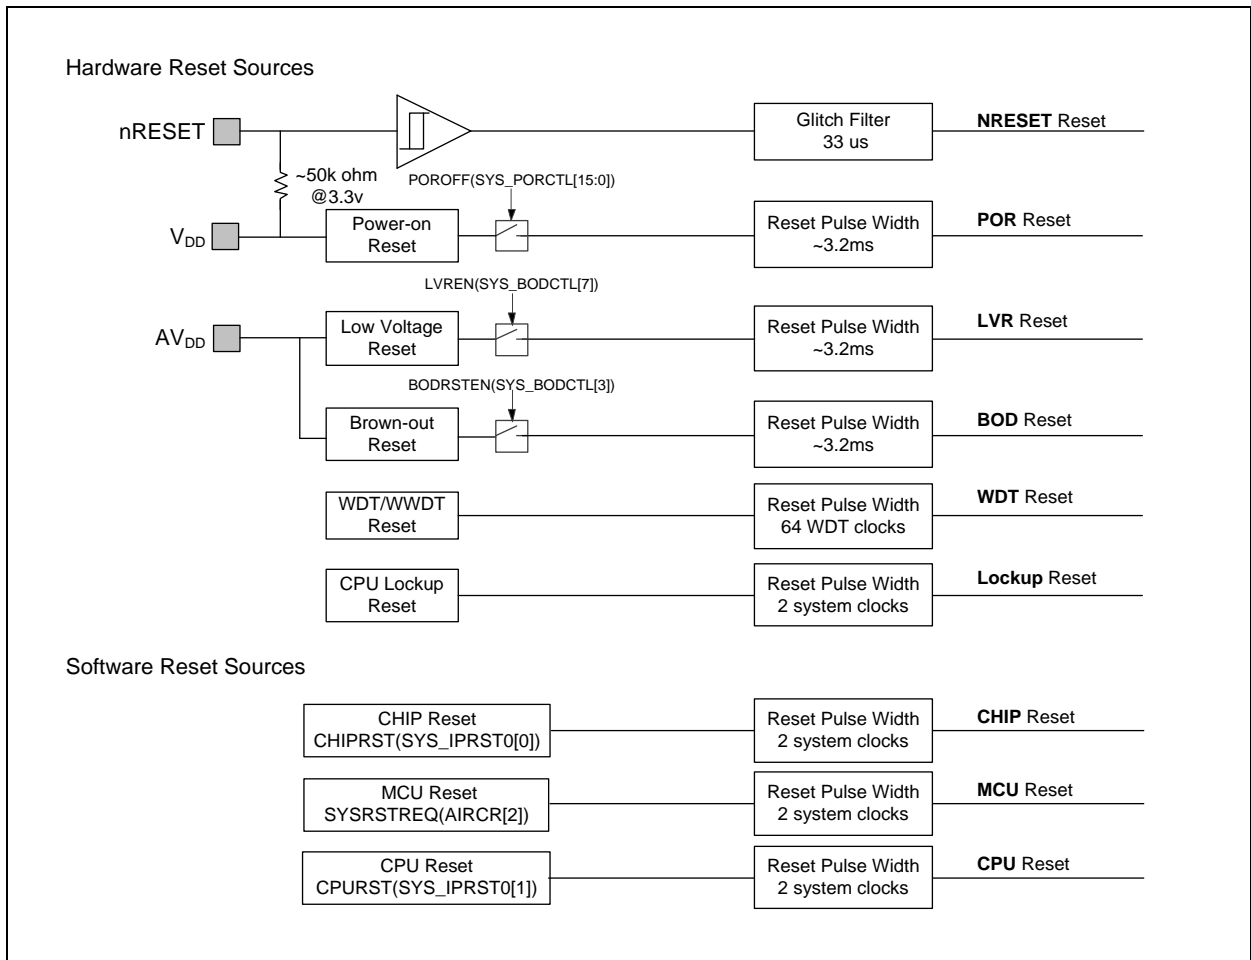 Hardware Reset Sources
nRESET
Glitch Filter
33 us
NRESET Reset
~50k ohm
@3.3v
POROFF(SYS_PORCTL[15:0])
VDD
Power-on
Reset
Reset Pulse Width
~3.2ms
POR Reset
LVREN(SYS_BODCTL[7])
AVDD
Low Voltage
Reset
Reset Pulse Width
~3.2ms
LVR Reset
BODRSTEN(SYS_BODCTL[3])
Brown-out
Reset
Reset Pulse Width
~3.2ms
BOD Reset
WDT/WWDT
Reset
Reset Pulse Width
64 WDT clocks
WDT Reset
CPU Lockup
Reset
Reset Pulse Width
2 system clocks
Lockup Reset
Software Reset Sources
CHIP Reset
CHIPRST(SYS_IPRST0[0])
Reset Pulse Width
2 system clocks
CHIP Reset
MCU Reset
SYSRSTREQ(AIRCR[2])
Reset Pulse Width
2 system clocks
MCU Reset
CPU Reset
CPURST(SYS_IPRST0[1])
Reset Pulse Width
2 system clocks
CPU Reset